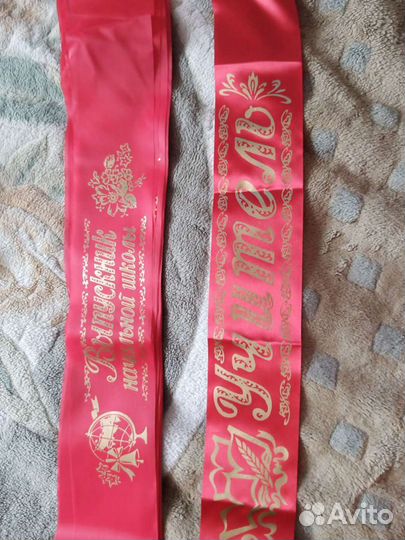 Выпускник
начальной школы
Учитель
Avito